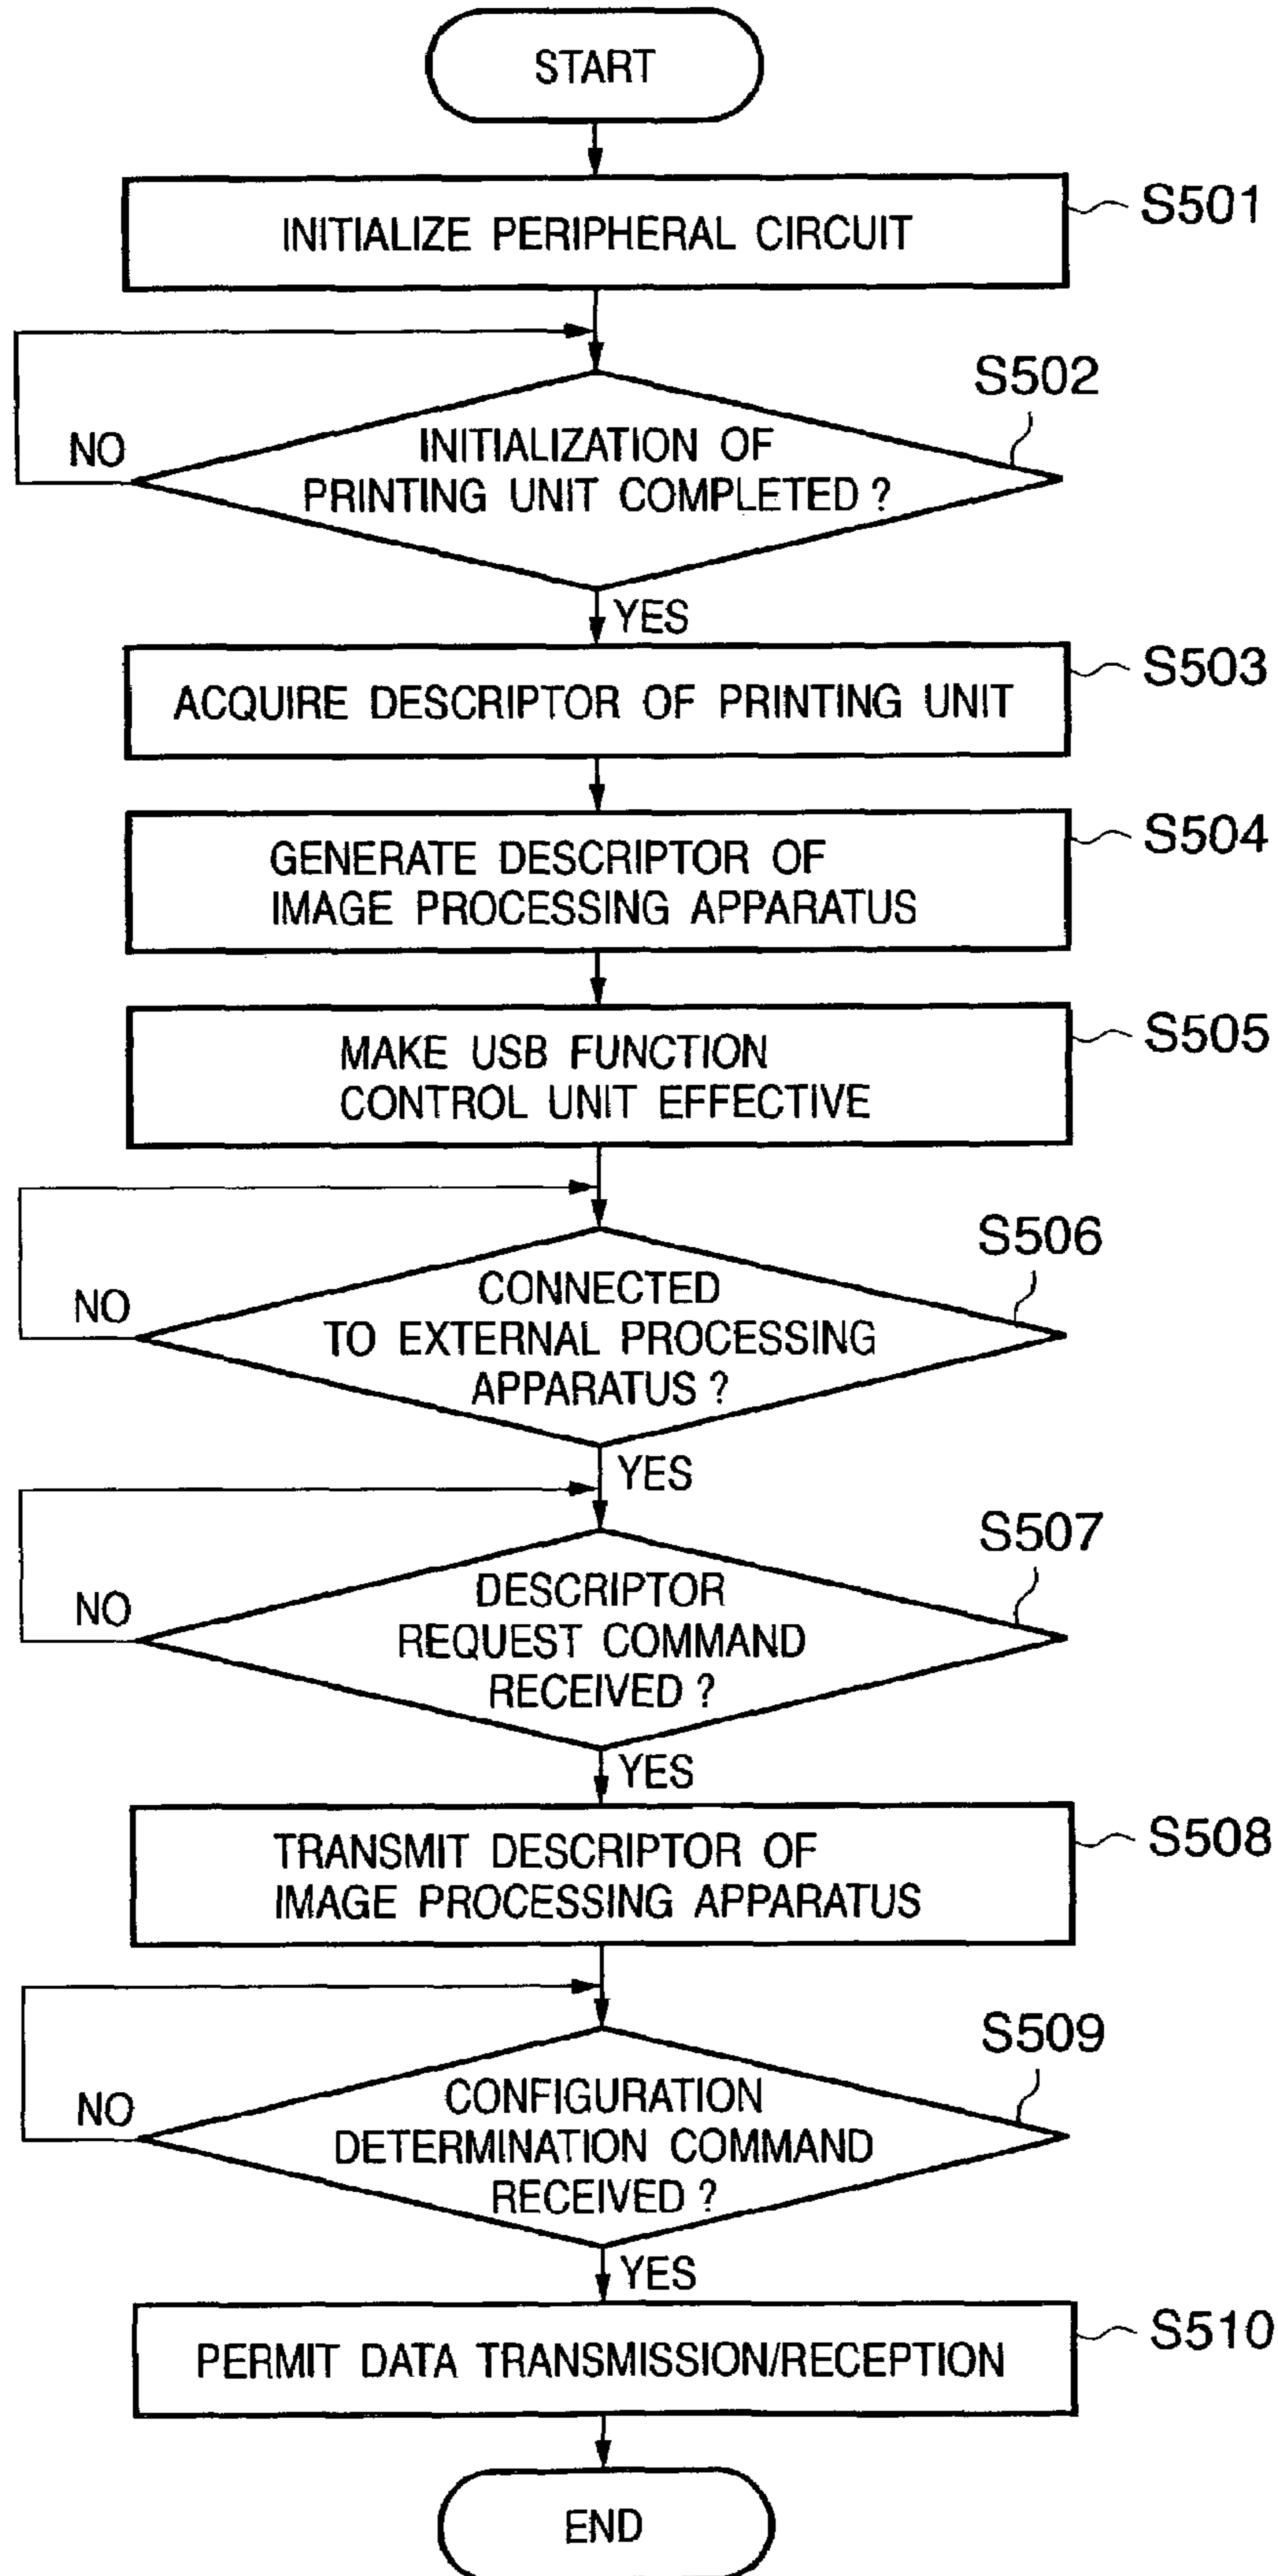 START
INITIALIZE PERIPHERAL CIRCUIT
S501
S502
INITIALIZATION OF
PRINTING UNIT COMPLETED ?
NO
YES
ACQUIRE DESCRIPTOR OF PRINTING UNIT
S503
GENERATE DESCRIPTOR OF
IMAGE PROCESSING APPARATUS
S504
MAKE USB FUNCTION
CONTROL UNIT EFFECTIVE
S505
S506
CONNECTED
TO EXTERNAL PROCESSING
APPARATUS ?
NO
YES
S507
DESCRIPTOR
REQUEST COMMAND
RECEIVED ?
NO
YES
TRANSMIT DESCRIPTOR OF
IMAGE PROCESSING APPARATUS
S508
S509
CONFIGURATION
DETERMINATION COMMAND
RECEIVED ?
NO
YES
PERMIT DATA TRANSMISSION/RECEPTION
S510
END